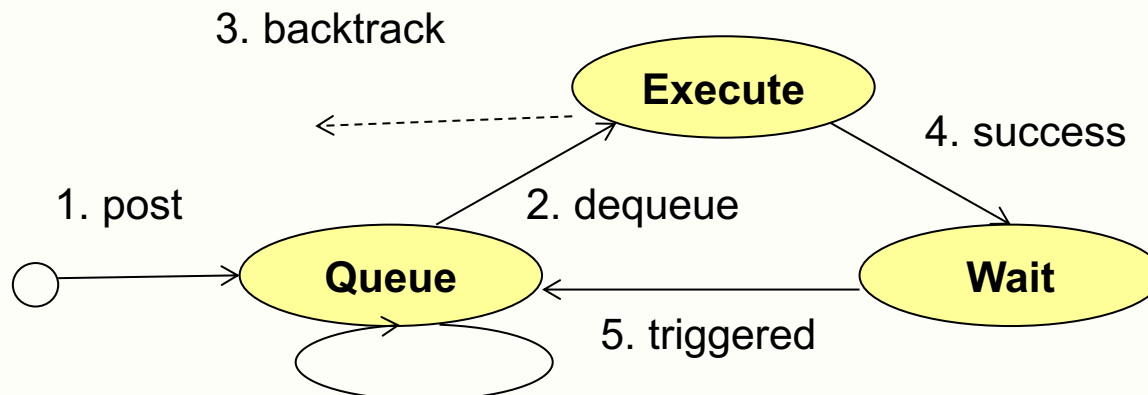 3. backtrack
Execute
4. success
1. post
2. dequeue
Queue
Wait
5. triggered